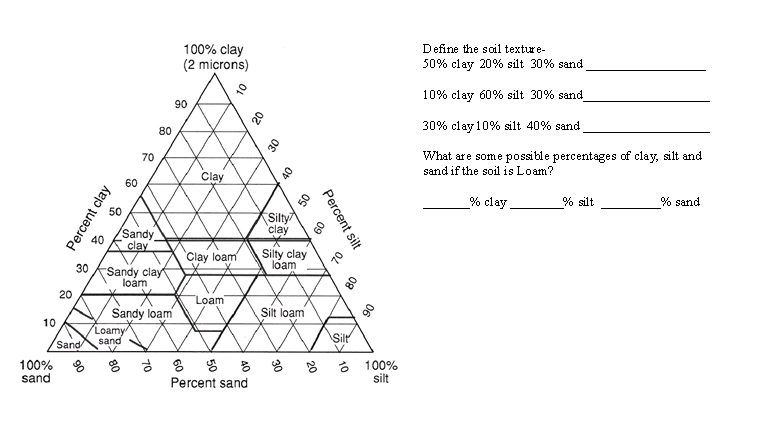 100% clay
(2 microns)
90
10
80
20
70
30
60
Clay
40
50
50
Silty
clay
60
40
Sandy
clay
Clay loam
Silty clay
loam
70
30
Sandy clay
loam
80
20
Loam
90
Sandy loam
Silt loam
10
Loamy
sand
Sand
Silt
Percent clay
Percent silt
100%
sand
90
80
70
60
50
40
30
20
10
100%
silt
Percent sand
Define the soil texture-
50% clay 20% silt 30% sand
10% clay 60% silt 30% sand
30% clay 10% silt 40% sand
What are some possible percentages of clay, silt and
sand if the soil is Loam?
% clay % silt % sand